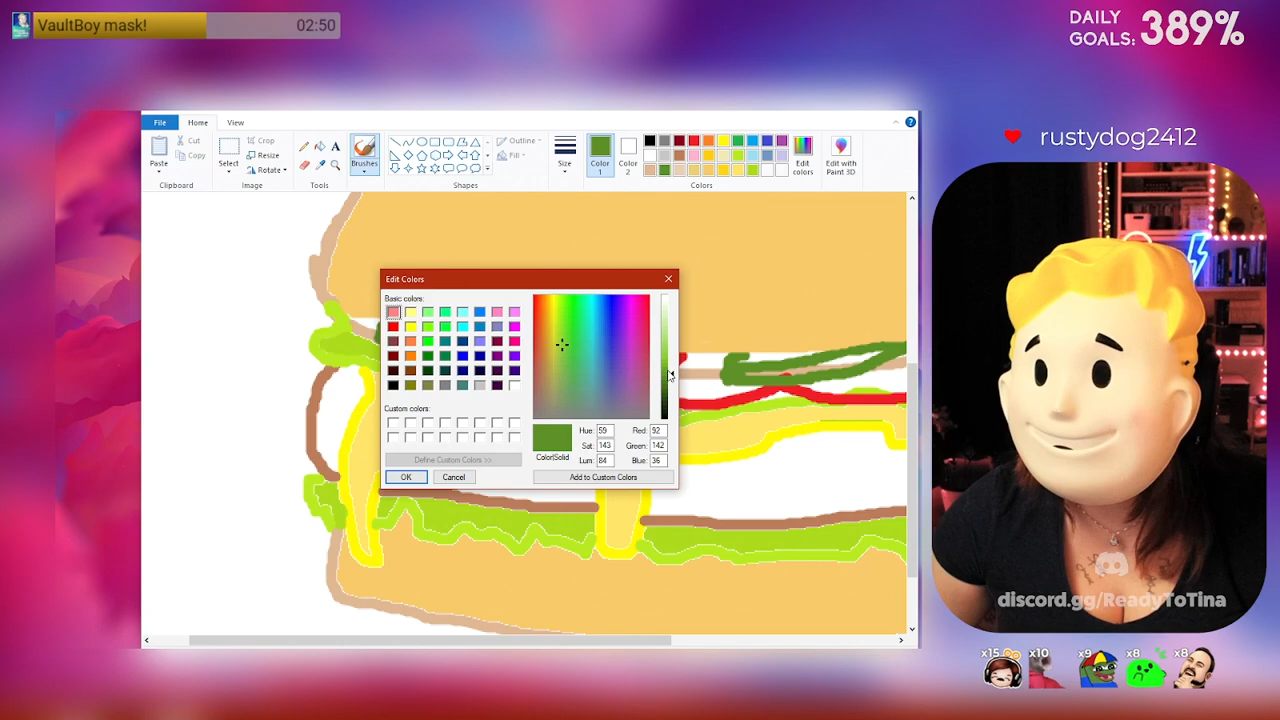 VaultBoy mask! 02:50
DAILY
GOALS: 389%
rustydog2412
File Home View
Paste
Cut
Copy
Clipboard
Select
Crop
Resize
Rotate
Image
Tools
Brushes
Shapes
Outline
Fill
Size
Color
1
Color
2
Edit
colors
Colors
Edit with
Paint 3D
Edit Colors
Basic colors:
Custom colors:
Define Custom Colors >>
OK Cancel
Color|Solid
Hue: 59 Red: 92
Sat: 143 Green: 142
Lum: 84 Blue: 36
Add to Custom Colors
discord.gg/ReadyToTina
x15 x10 x9 x8 x8